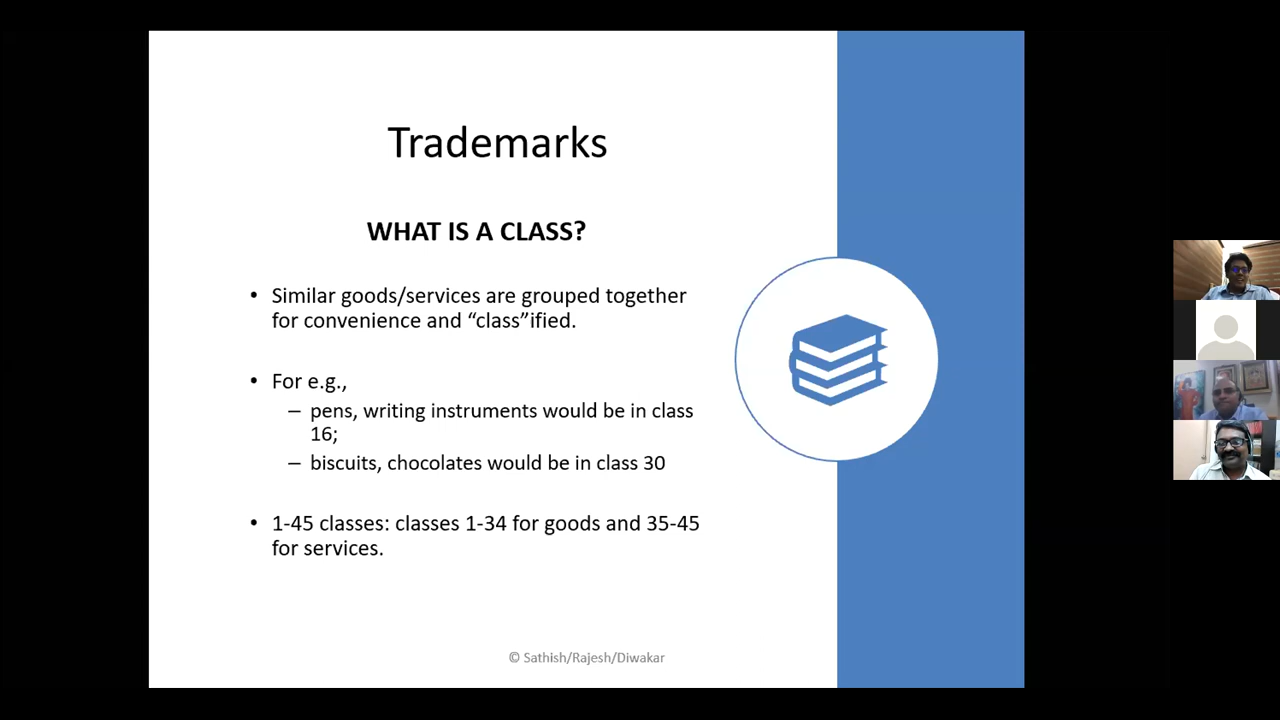 Trademarks
WHAT IS A CLASS?
• Similar goods/services are grouped together
for convenience and “class”ified.
• For e.g.,
– pens, writing instruments would be in class
16;
– biscuits, chocolates would be in class 30
• 1-45 classes: classes 1-34 for goods and 35-45
for services.
© Sathish/Rajesh/Diwakar